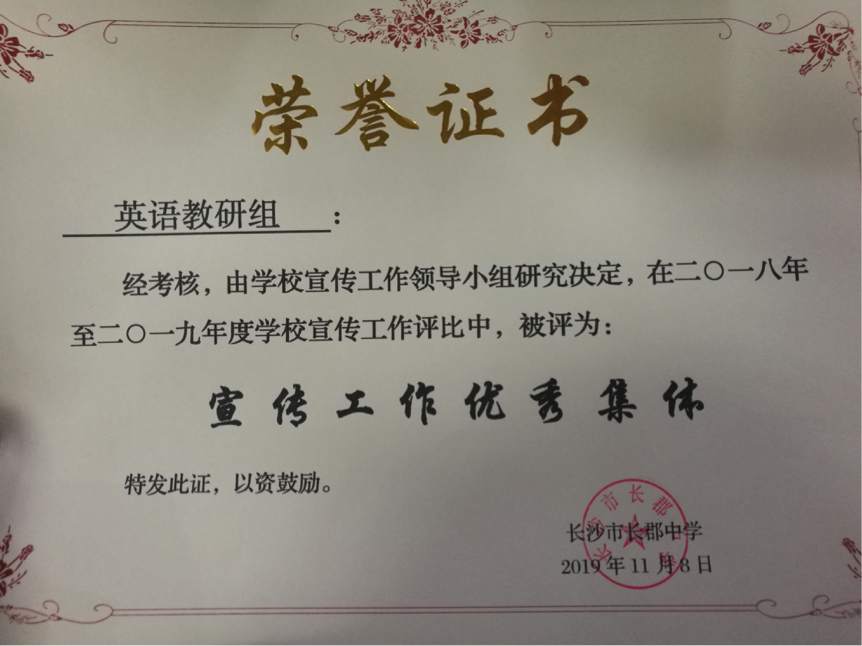 荣誉证书
英语教研组：
经考核，由学校宣传工作领导小组研究决定，在二〇一八年
至二〇一九年度学校宣传工作评比中，被评为：
宣传工作优秀集体
特发此证，以资鼓励。
长沙市长郡中学
2019年11月8日